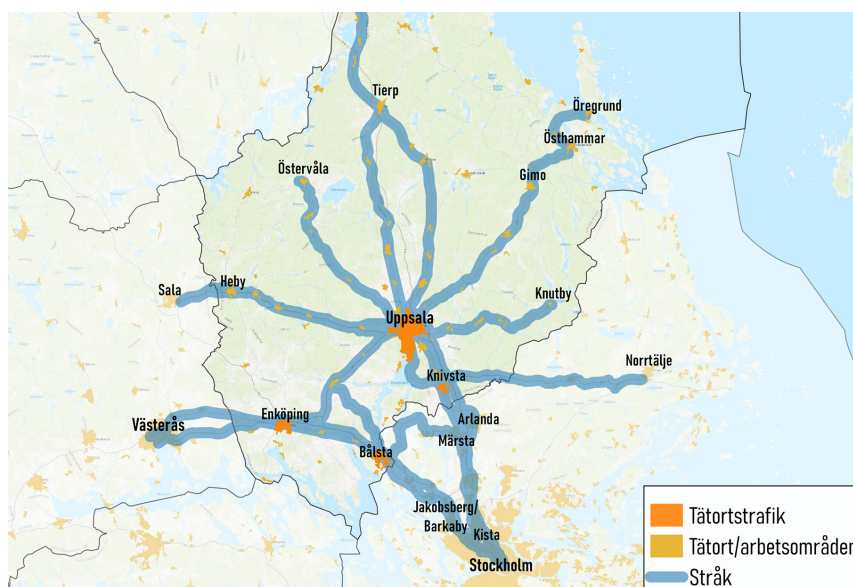 Tierp
Öregrund
Östhammar
Östervåla
Gimo
Sala
Heby
Knutby
Uppsala
Knivsta
Norrtälje
Enköping
Västerås
Arlanda
Märsta
Bålsta
Jakobsberg/
Barkaby
Kista
Stockholm
Tätortstrafik
Tätort/arbetsområden
Stråk